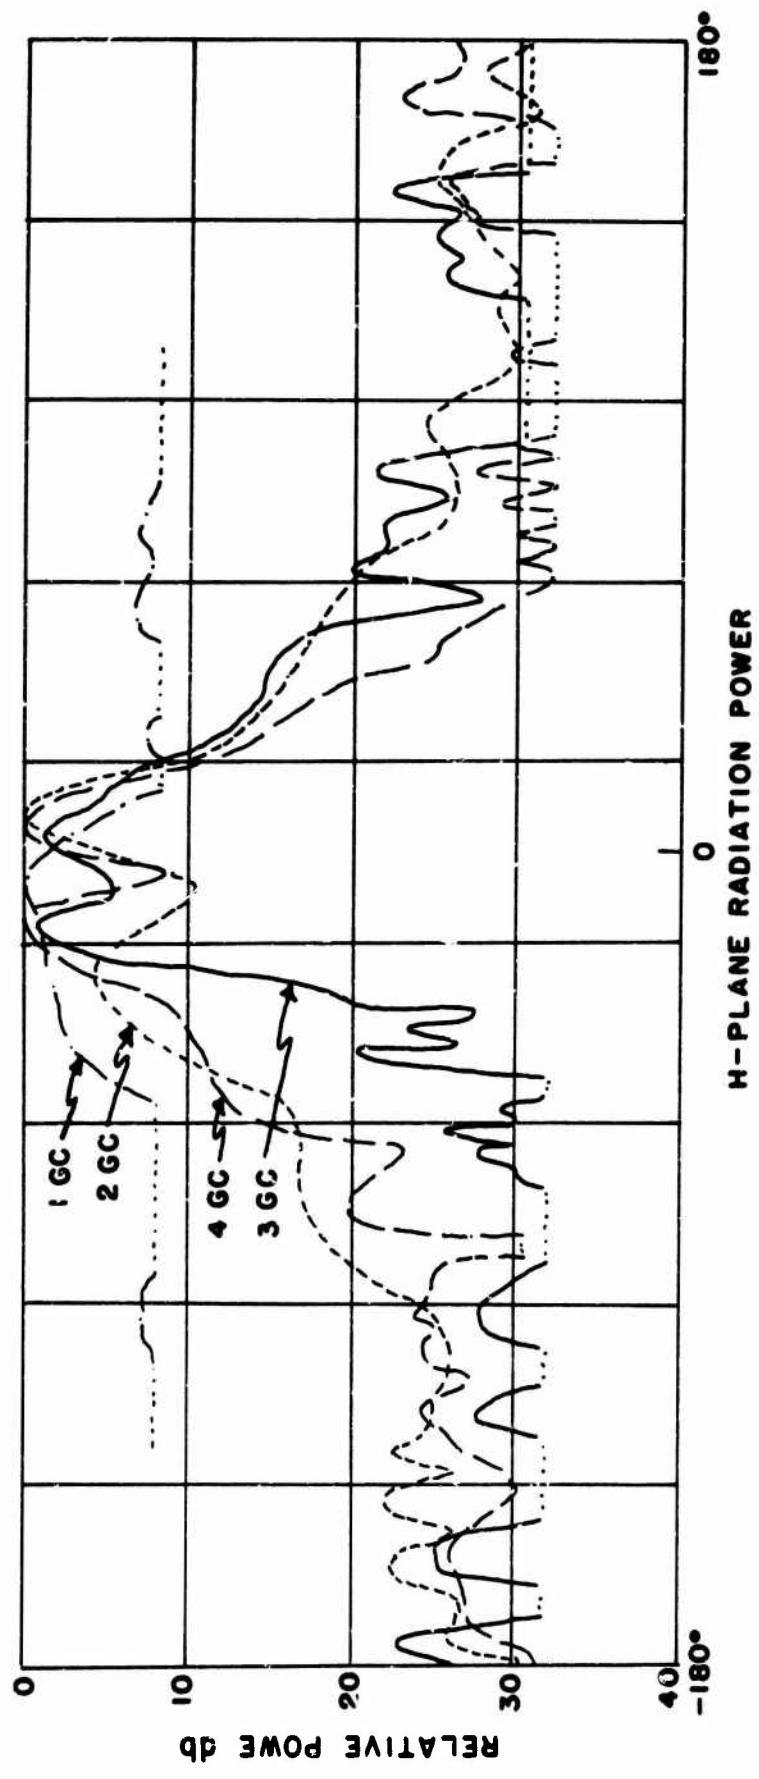 RELATIVE POWE db
0
10
20
30
40
1 GC
2 GC
4 GC
3 GC
-180°
0
180°
H-PLANE RADIATION POWER